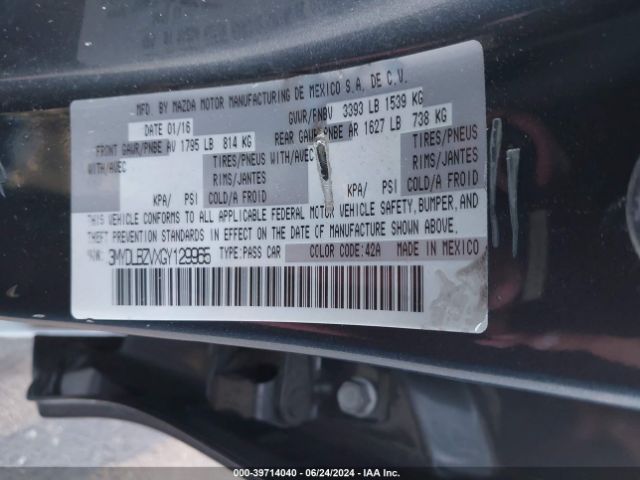 MFD. BY MAZDA MOTOR MANUFACTURING DE MEXICO S.A. DE C.V.
DATE 01/16 GVWR/PNBV 3393 LB 1539 KG
FRONT GAWR/PNBE AV 1795 LB 814 KG REAR GAWR/PNBE AR 1627 LB 738 KG
WITH/AVEC TIRES/PNEUS WITH/AVEC TIRES/PNEUS
RIMS/JANTES RIMS/JANTES
KPA/ PSI COLD/A FROID KPA/ PSI COLD/A FROID
THIS VEHICLE CONFORMS TO ALL APPLICABLE FEDERAL MOTOR VEHICLE SAFETY, BUMPER, AND
THEFT PREVENTION STANDARDS IN EFFECT ON THE DATE OF MANUFACTURE SHOWN ABOVE.
3MYDLBZVXGY129965 TYPE:PASS CAR COLOR CODE:42A MADE IN MEXICO
000-39714040 - 06/24/2024 - IAA Inc.